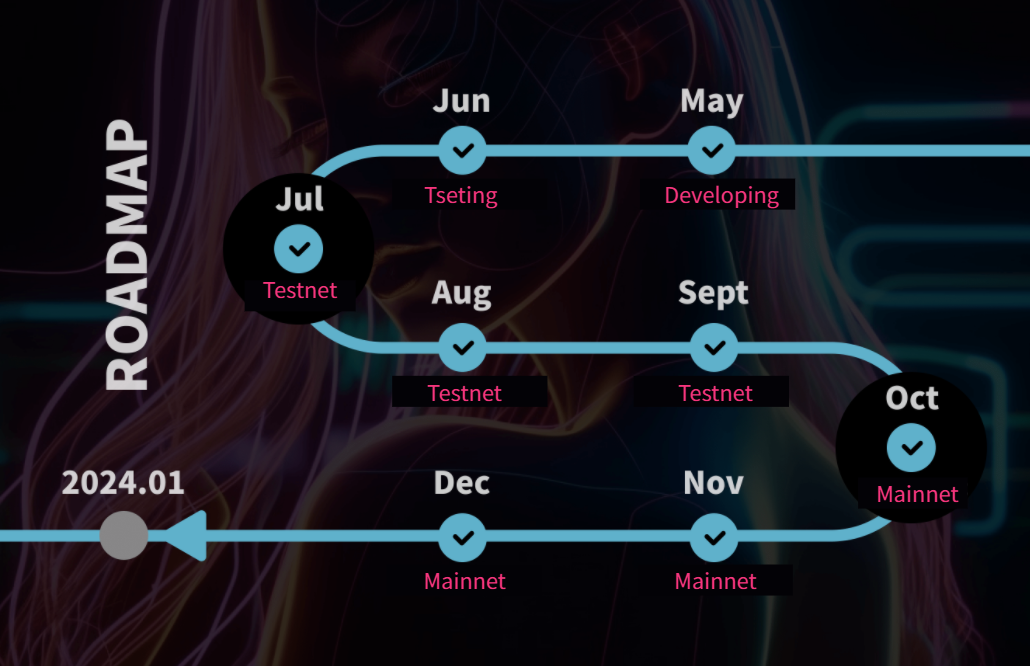 ROADMAP
Jun
May
Tseting
Developing
Jul
Testnet
Aug
Sept
Testnet
Testnet
Oct
Mainnet
2024.01
Dec
Nov
Mainnet
Mainnet